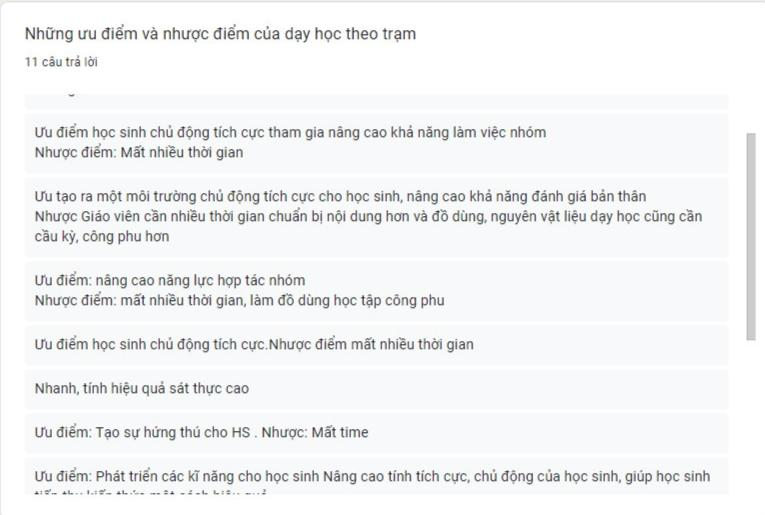 Những ưu điểm và nhược điểm của dạy học theo trạm
11 câu trả lời
Ưu điểm học sinh chủ động tích cực tham gia nâng cao khả năng làm việc nhóm
Nhược điểm: Mất nhiều thời gian
Ưu tạo ra một môi trường chủ động tích cực cho học sinh, nâng cao khả năng đánh giá bản thân
Nhược Giáo viên cần nhiều thời gian chuẩn bị nội dung hơn và đồ dùng, nguyên vật liệu dạy học cũng cần
cầu kỳ, công phu hơn
Ưu điểm: nâng cao năng lực hợp tác nhóm
Nhược điểm: mất nhiều thời gian, làm đồ dùng học tập công phu
Ưu điểm học sinh chủ động tích cực.Nhược điểm mất nhiều thời gian
Nhanh, tính hiệu quả sát thực cao
Ưu điểm: Tạo sự hứng thú cho HS . Nhược: Mất time
Ưu điểm: Phát triển các kĩ năng cho học sinh Nâng cao tính tích cực, chủ động của học sinh, giúp học sinh